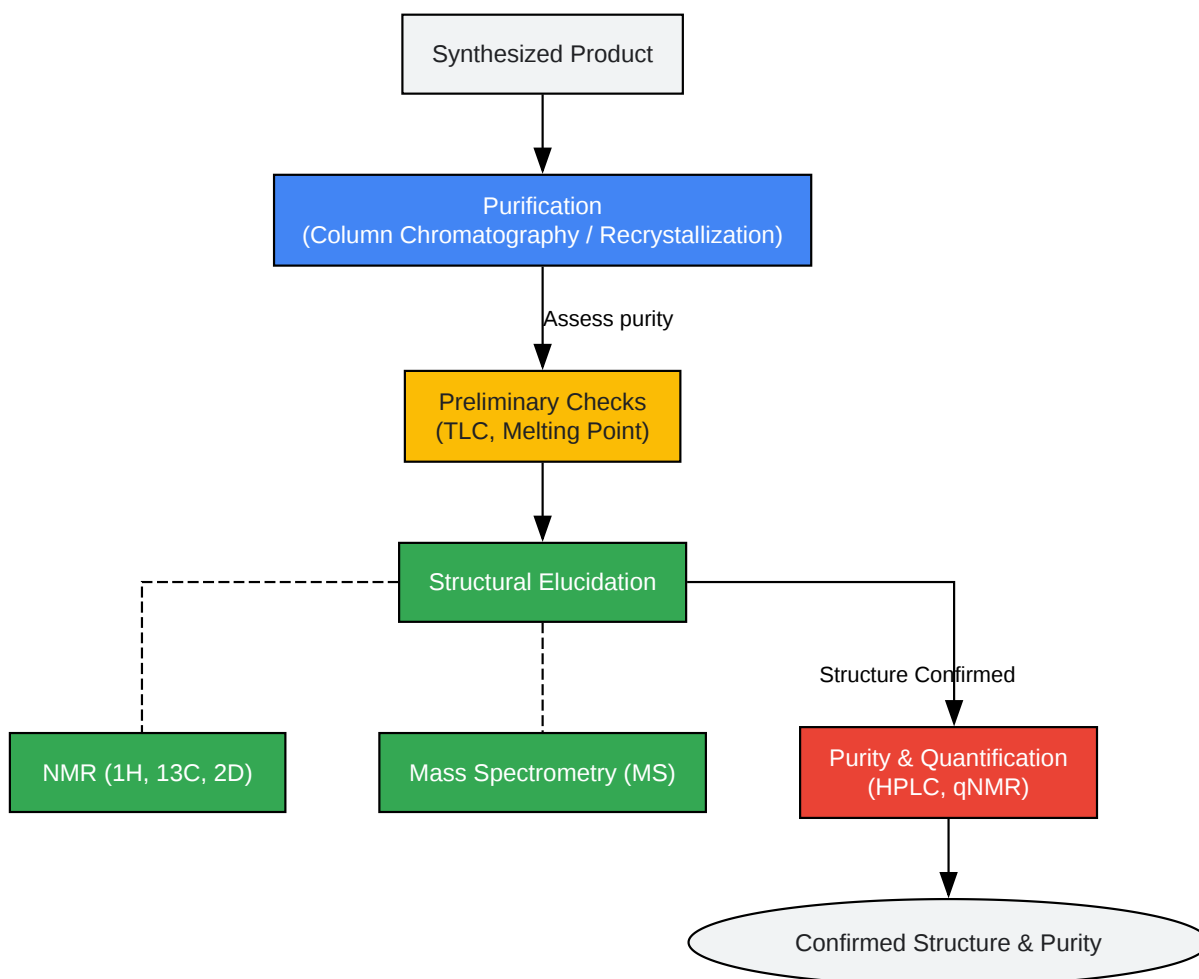 Synthesized Product
Purification
(Column Chromatography / Recrystallization)
Assess purity
Preliminary Checks
(TLC, Melting Point)
Structural Elucidation
Structure Confirmed
NMR (1H, 13C, 2D)
Mass Spectrometry (MS)
Purity & Quantification
(HPLC, qNMR)
Confirmed Structure & Purity